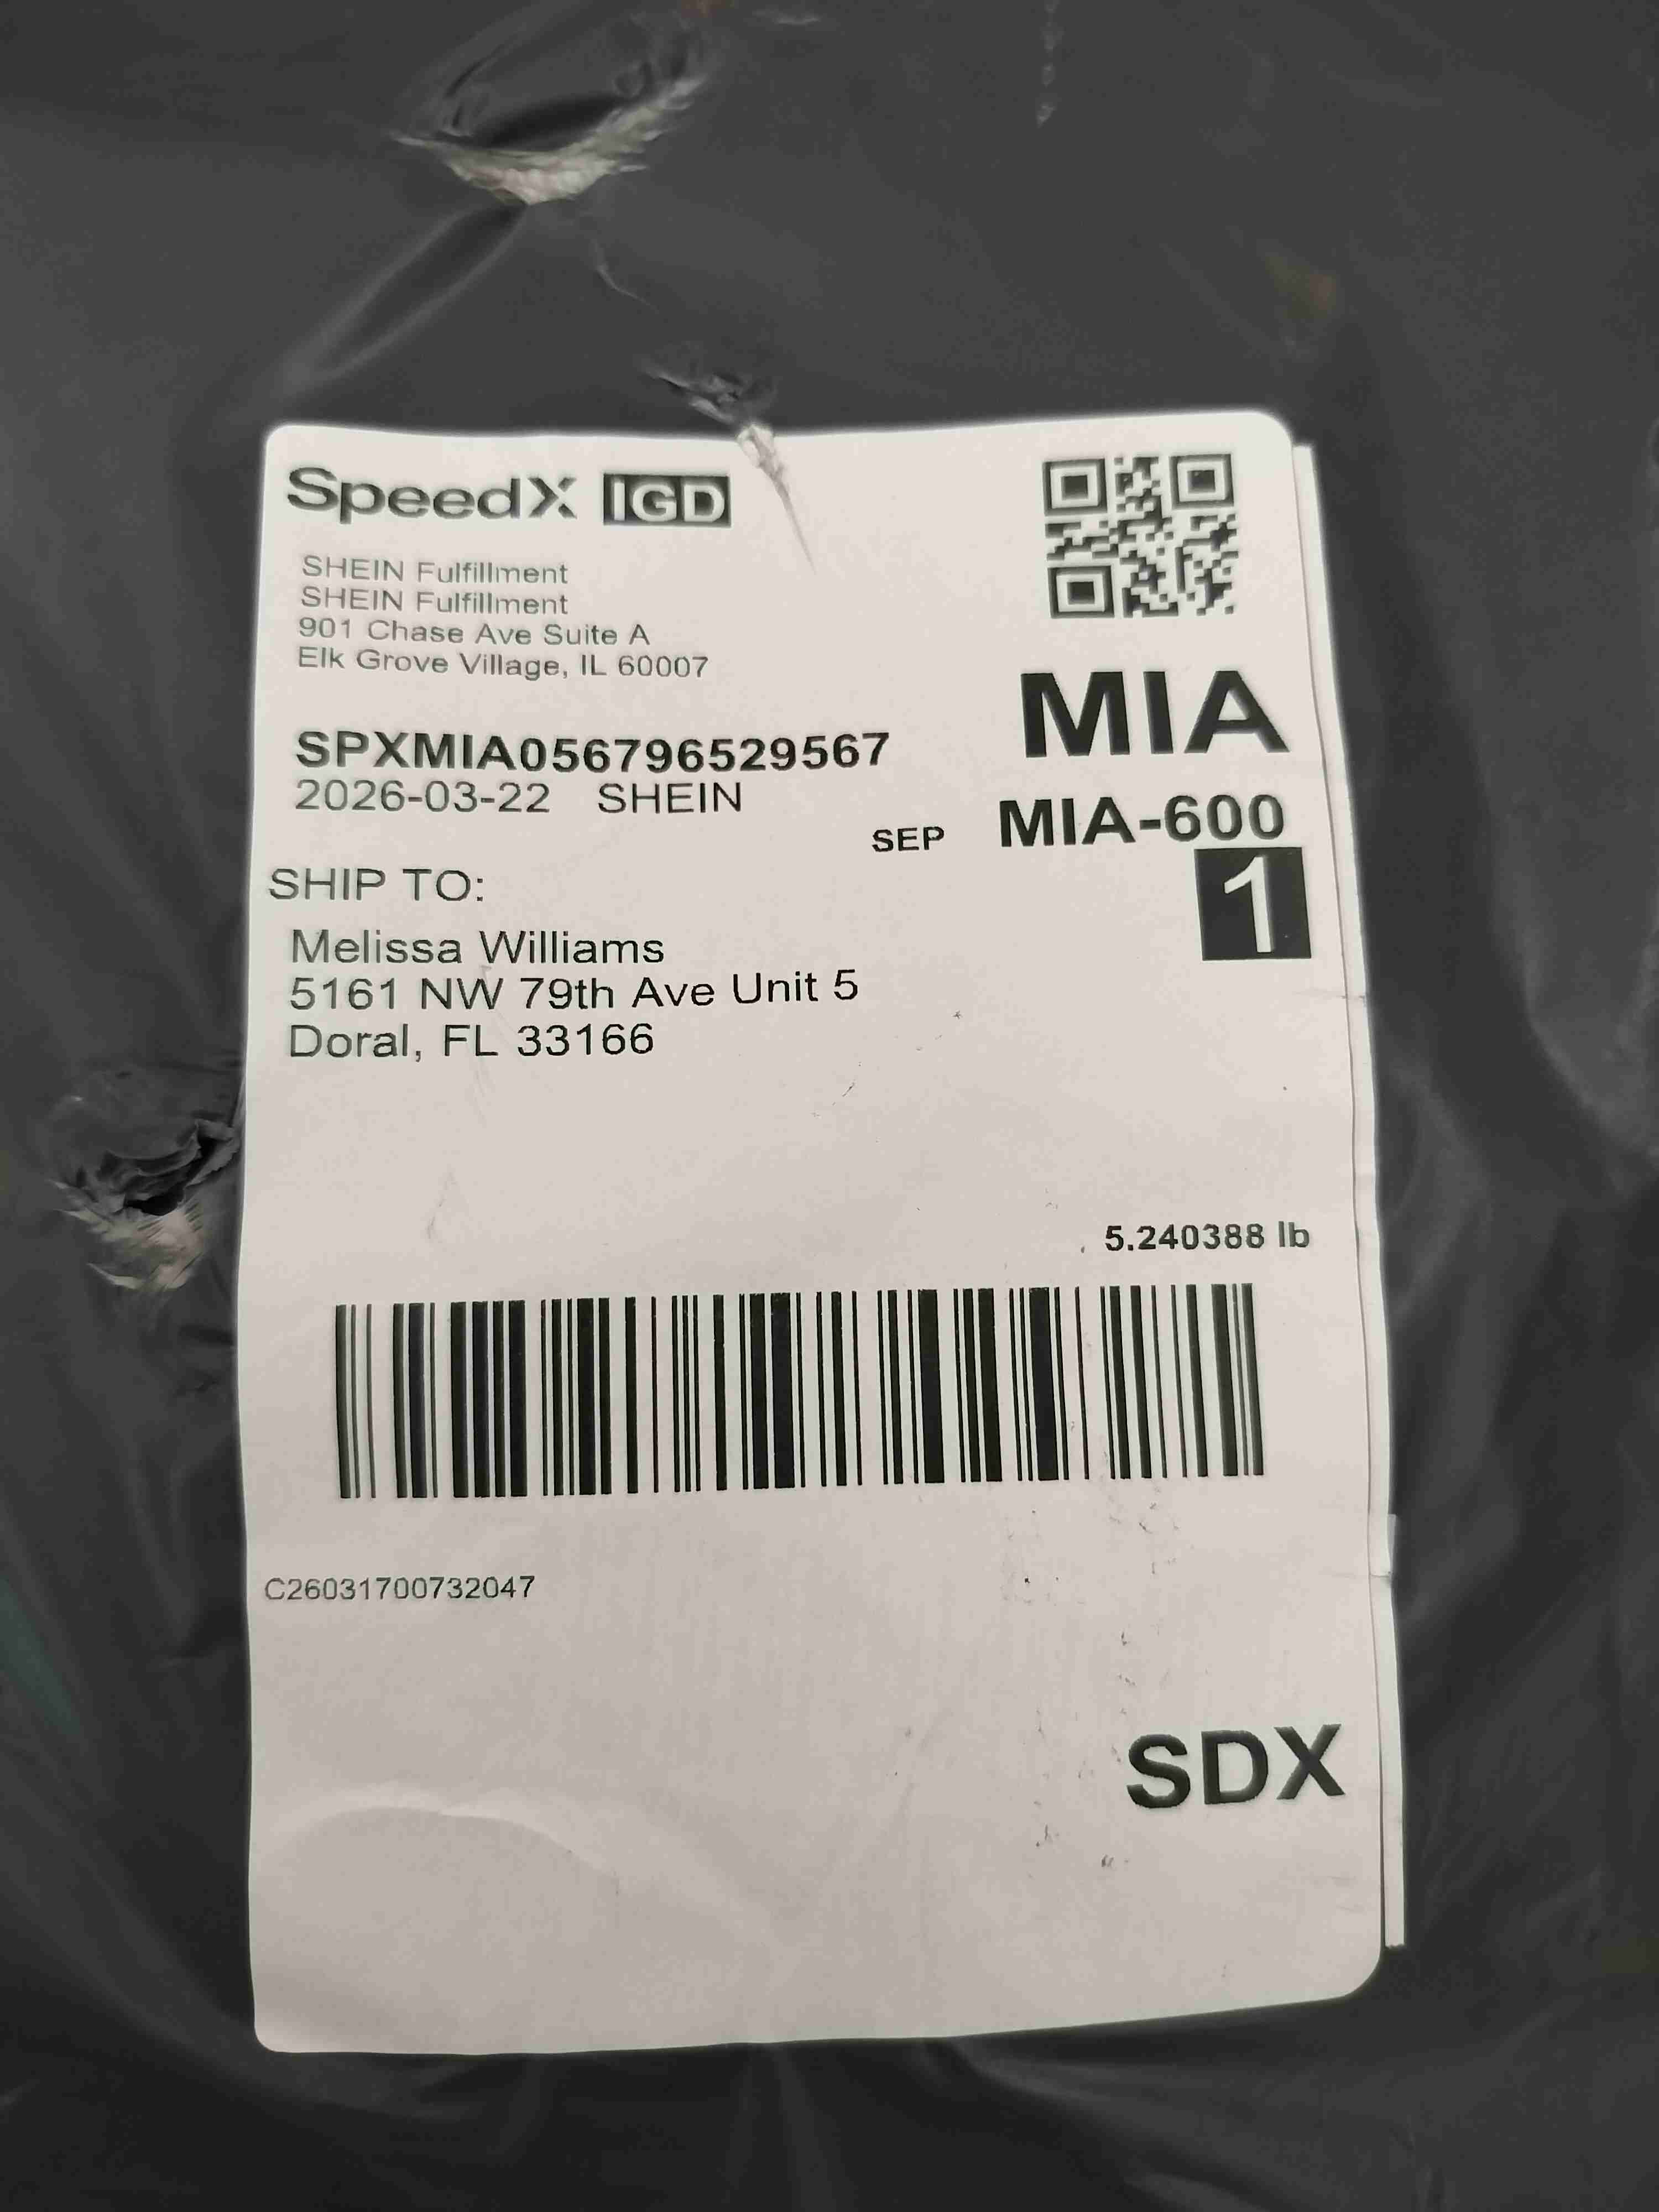 SpeedX IGD
SHEIN Fulfillment
SHEIN Fulfillment
901 Chase Ave Suite A
Elk Grove Village, IL 60007
MIA
SPXMIA056796529567
2026-03-22 SHEIN
SEP MIA-600
1
SHIP TO:
Melissa Williams
5161 NW 79th Ave Unit 5
Doral, FL 33166
5.240388 lb
C26031700732047
SDX